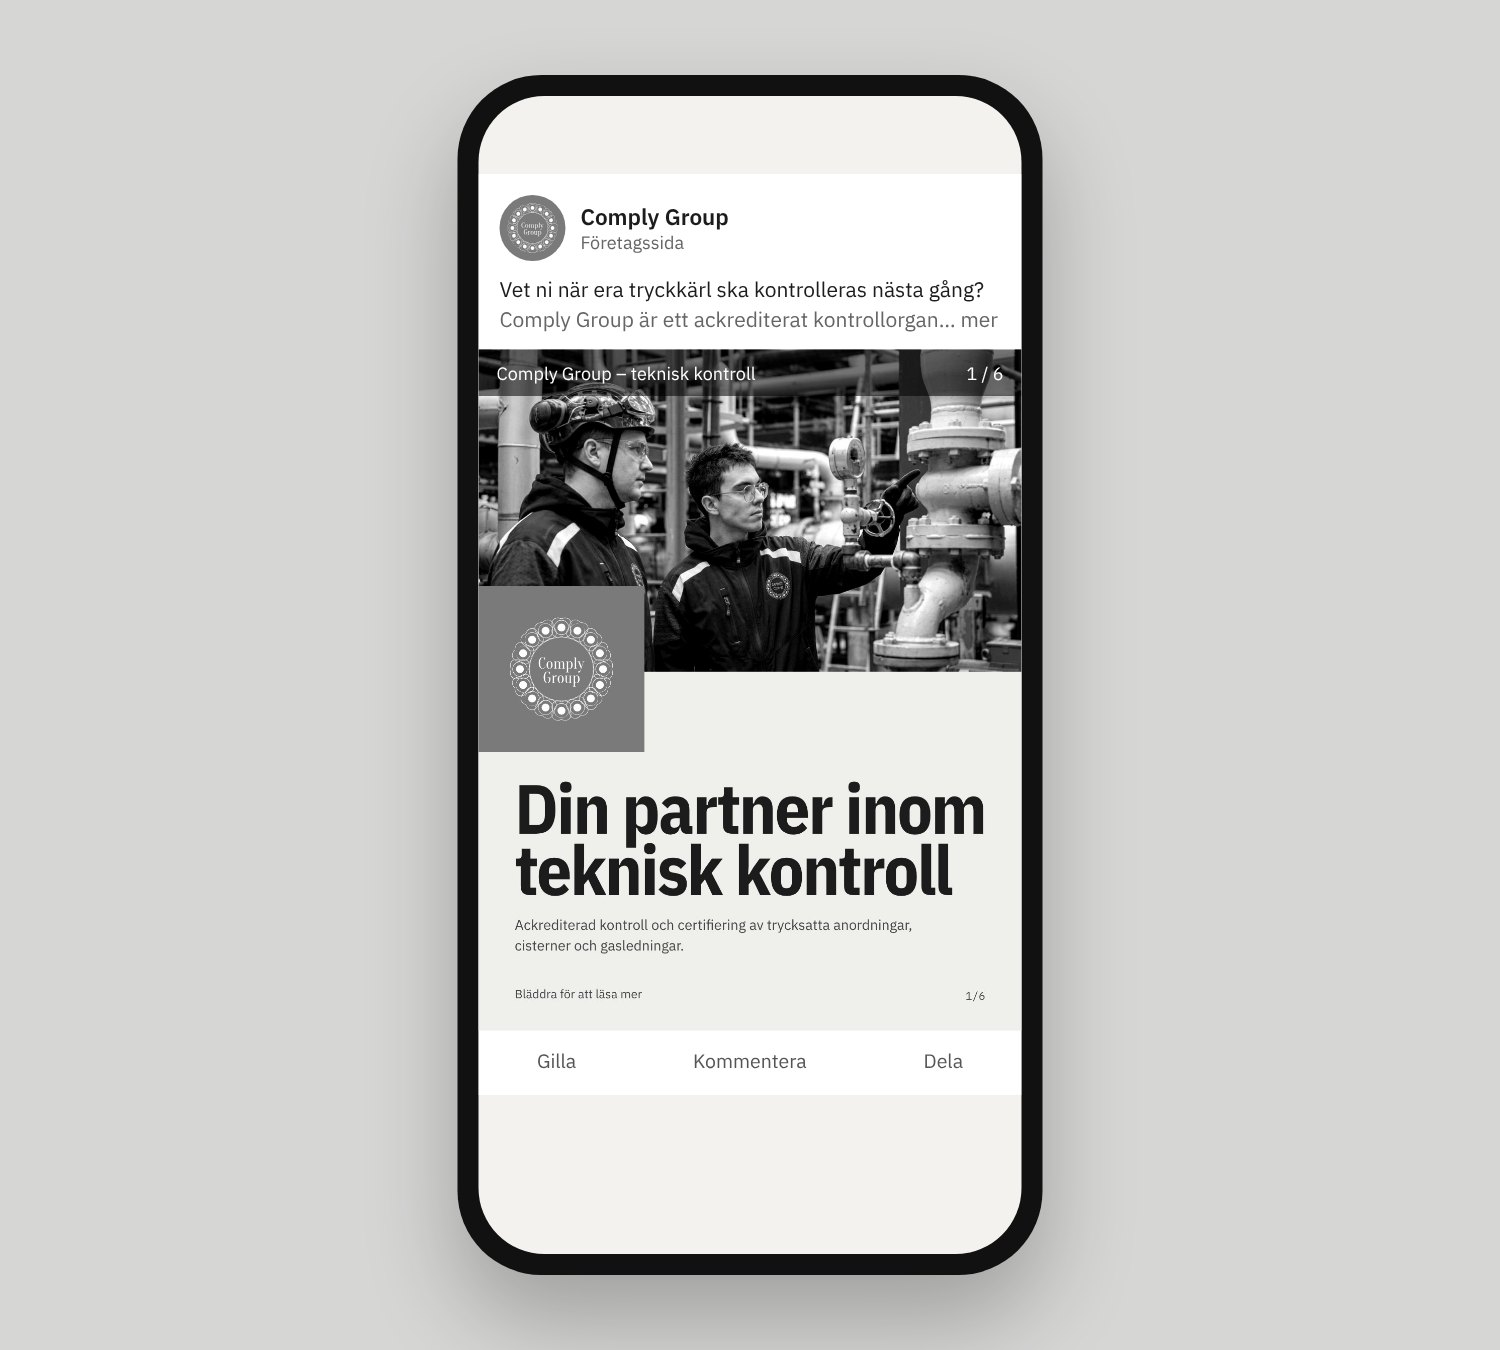 Comply
Group
Comply Group
Företagssida
Vet ni när era tryckkärl ska kontrolleras nästa gång?
Comply Group är ett ackrediterat kontrollorgan... mer
Comply Group – teknisk kontroll
1 / 6
Comply
Group
Din partner inom
teknisk kontroll
Ackrediterad kontroll och certifiering av trycksatta anordningar,
cisterner och gasledningar.
Bläddra för att läsa mer
1/6
Gilla
Kommentera
Dela